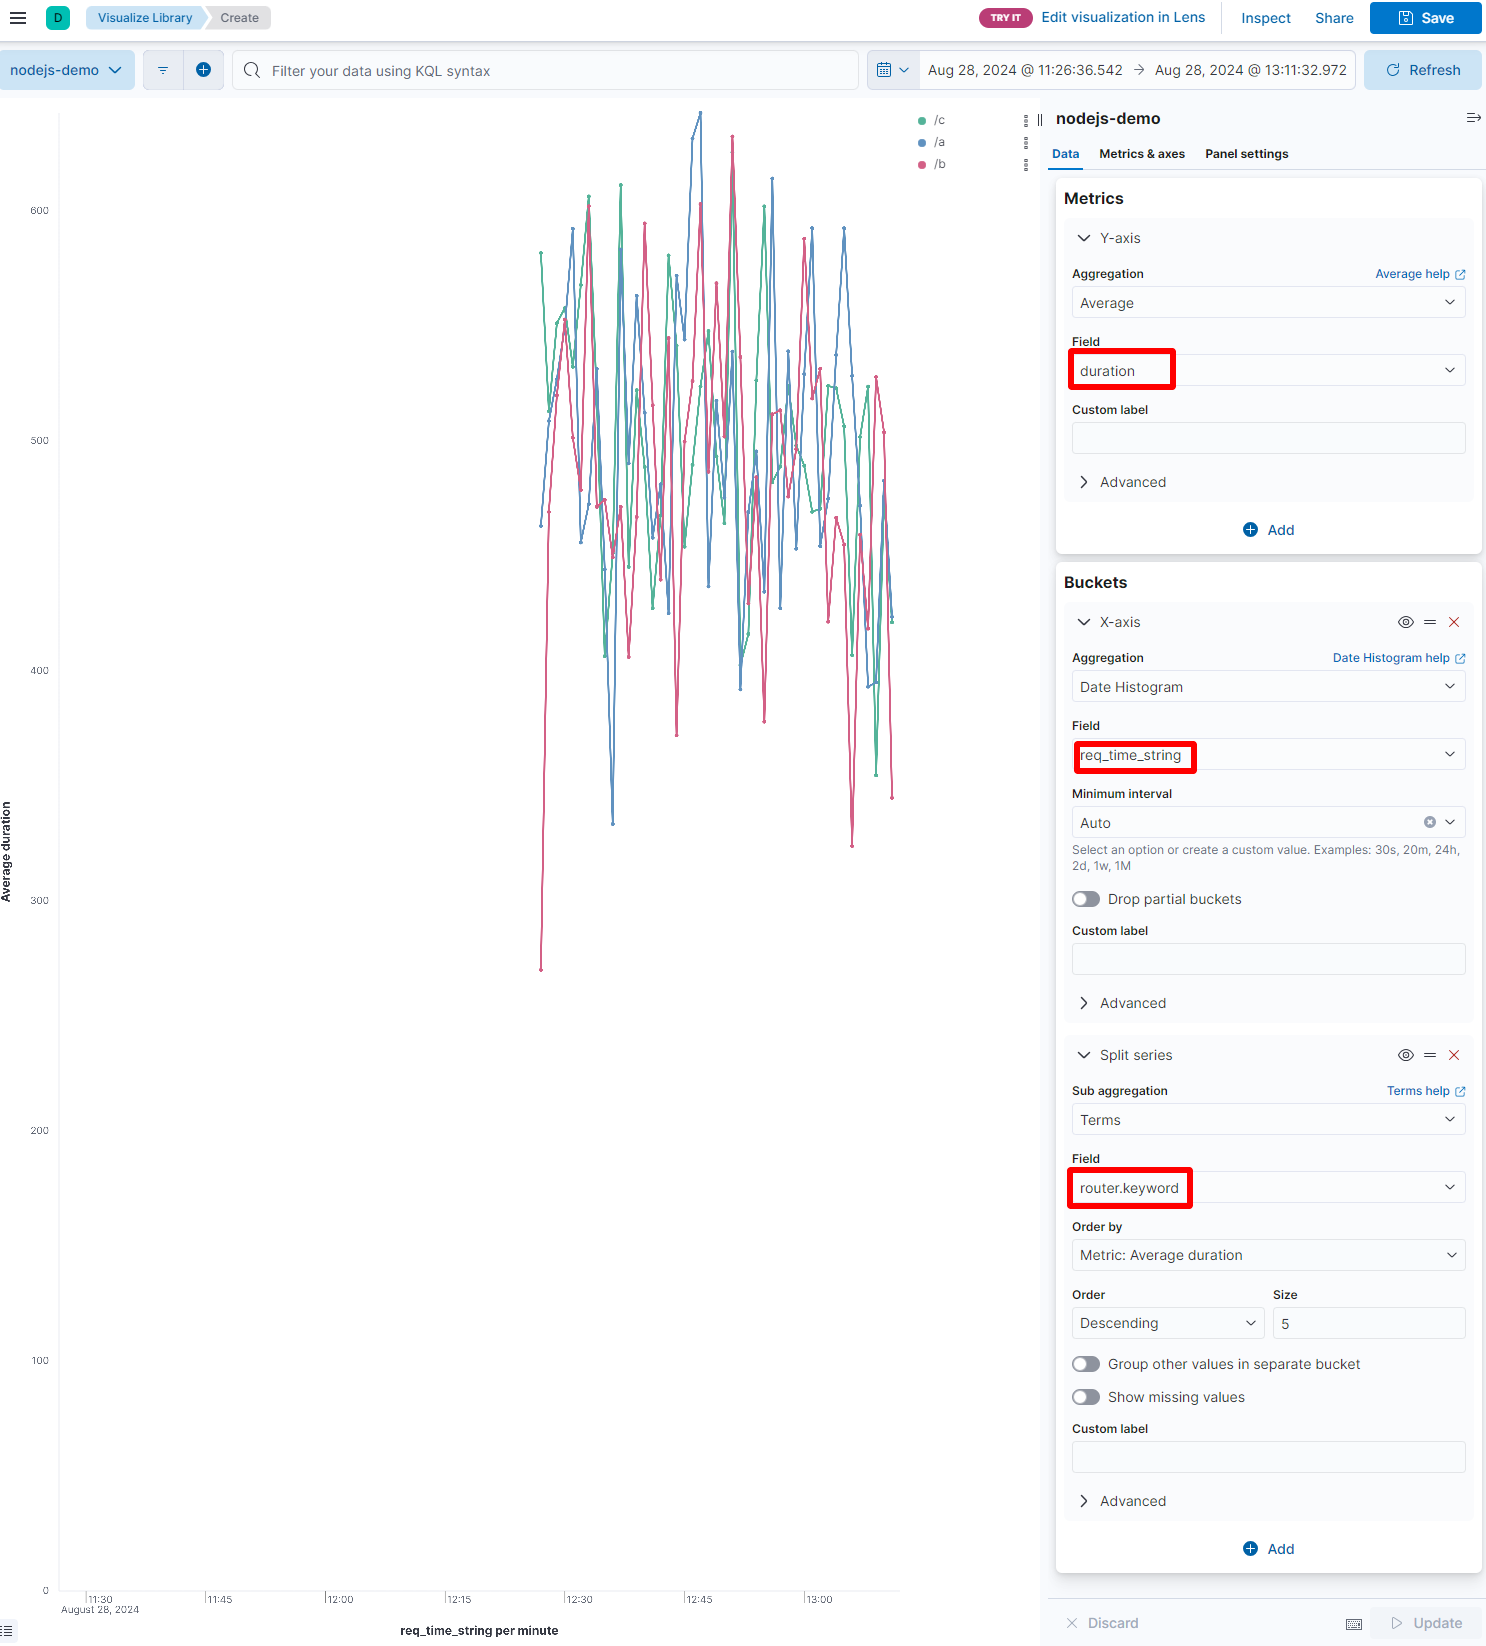 D
Visualize Library
Create
TRY IT
Edit visualization in Lens
Inspect
Share
Save
nodejs-demo
Filter your data using KQL syntax
Aug 28, 2024 @ 11:26:36.542 → Aug 28, 2024 @ 13:11:32.972
Refresh
/c
/a
/b
600
500
400
300
200
100
0
Average duration
11:30
11:45
12:00
12:15
12:30
12:45
13:00
August 28, 2024
req_time_string per minute
nodejs-demo
Data
Metrics & axes
Panel settings
Metrics
Y-axis
Aggregation
Average help
Average
Field
duration
Custom label
Advanced
Add
Buckets
X-axis
Aggregation
Date Histogram help
Date Histogram
Field
req_time_string
Minimum interval
Auto
Select an option or create a custom value. Examples: 30s, 20m, 24h,
2d, 1w, 1M
Drop partial buckets
Custom label
Advanced
Split series
Sub aggregation
Terms help
Terms
Field
router.keyword
Order by
Metric: Average duration
Order
Size
Descending
5
Group other values in separate bucket
Show missing values
Custom label
Advanced
Add
Discard
Update